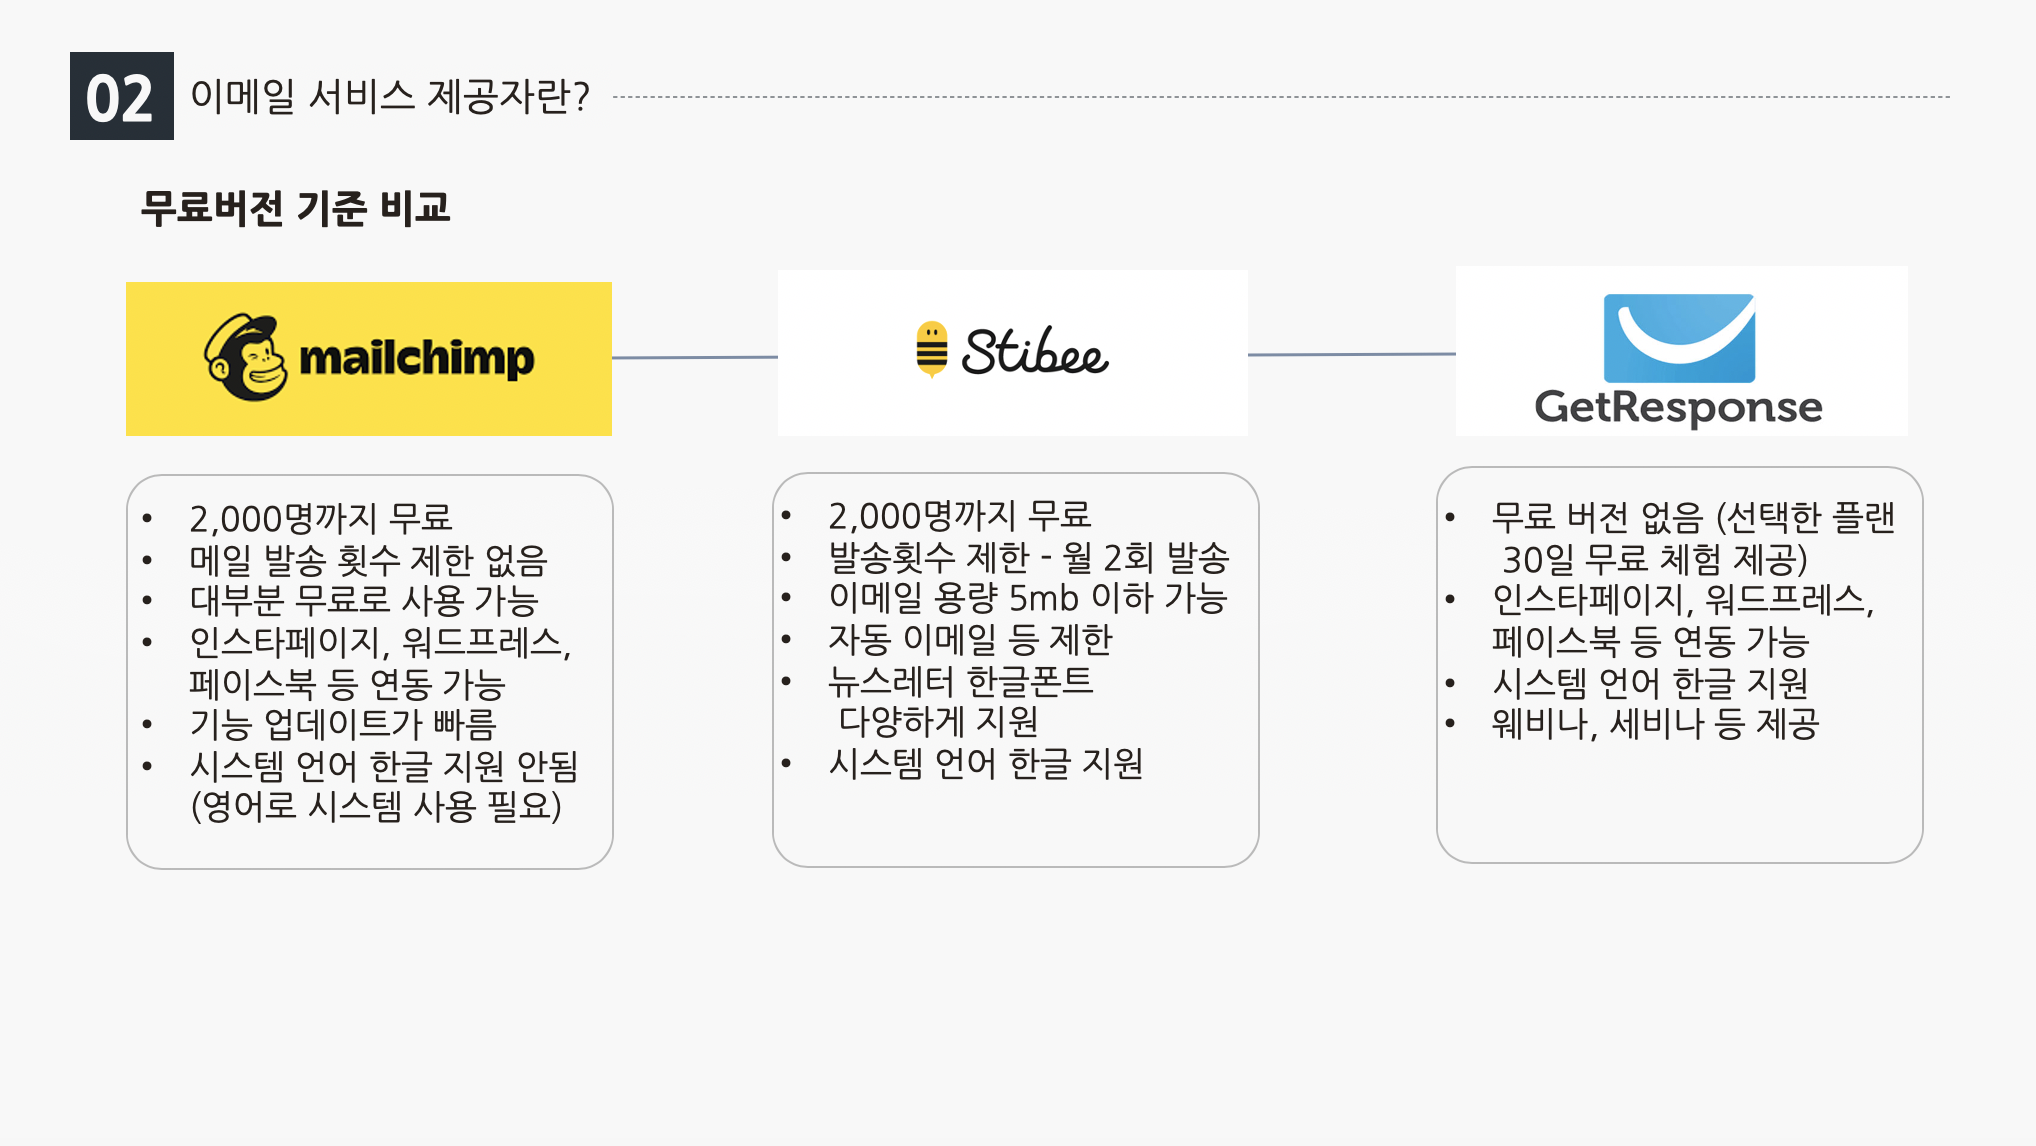 02 이메일 서비스 제공자란?
무료버전 기준 비교
mailchimp
Stibee
GetResponse
• 2,000명까지 무료
• 메일 발송 횟수 제한 없음
• 대부분 무료로 사용 가능
• 인스타페이지, 워드프레스,
페이스북 등 연동 가능
• 기능 업데이트가 빠름
• 시스템 언어 한글 지원 안됨
(영어로 시스템 사용 필요)
• 2,000명까지 무료
• 발송횟수 제한 - 월 2회 발송
• 이메일 용량 5mb 이하 가능
• 자동 이메일 등 제한
• 뉴스레터 한글폰트
다양하게 지원
• 시스템 언어 한글 지원
• 무료 버전 없음 (선택한 플랜
30일 무료 체험 제공)
• 인스타페이지, 워드프레스,
페이스북 등 연동 가능
• 시스템 언어 한글 지원
• 웨비나, 세비나 등 제공